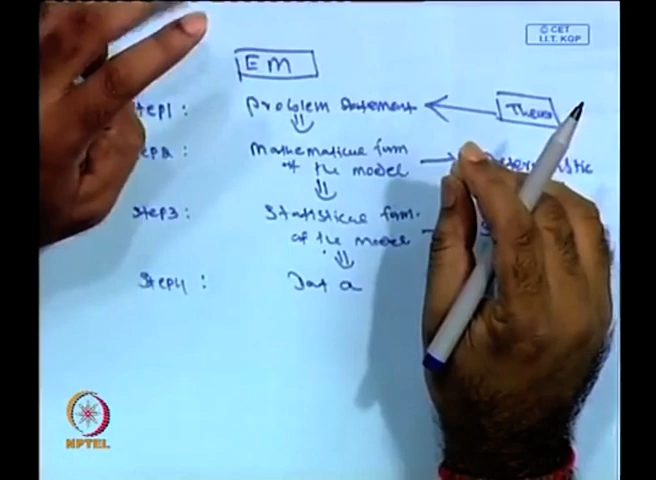 © CET
I.I.T. KGP
EM
Step1 : Problem Statement
Step2 : Mathematical form
of the model
Step3 : Statistical form
of the model
Step4 : Data
NPTEL